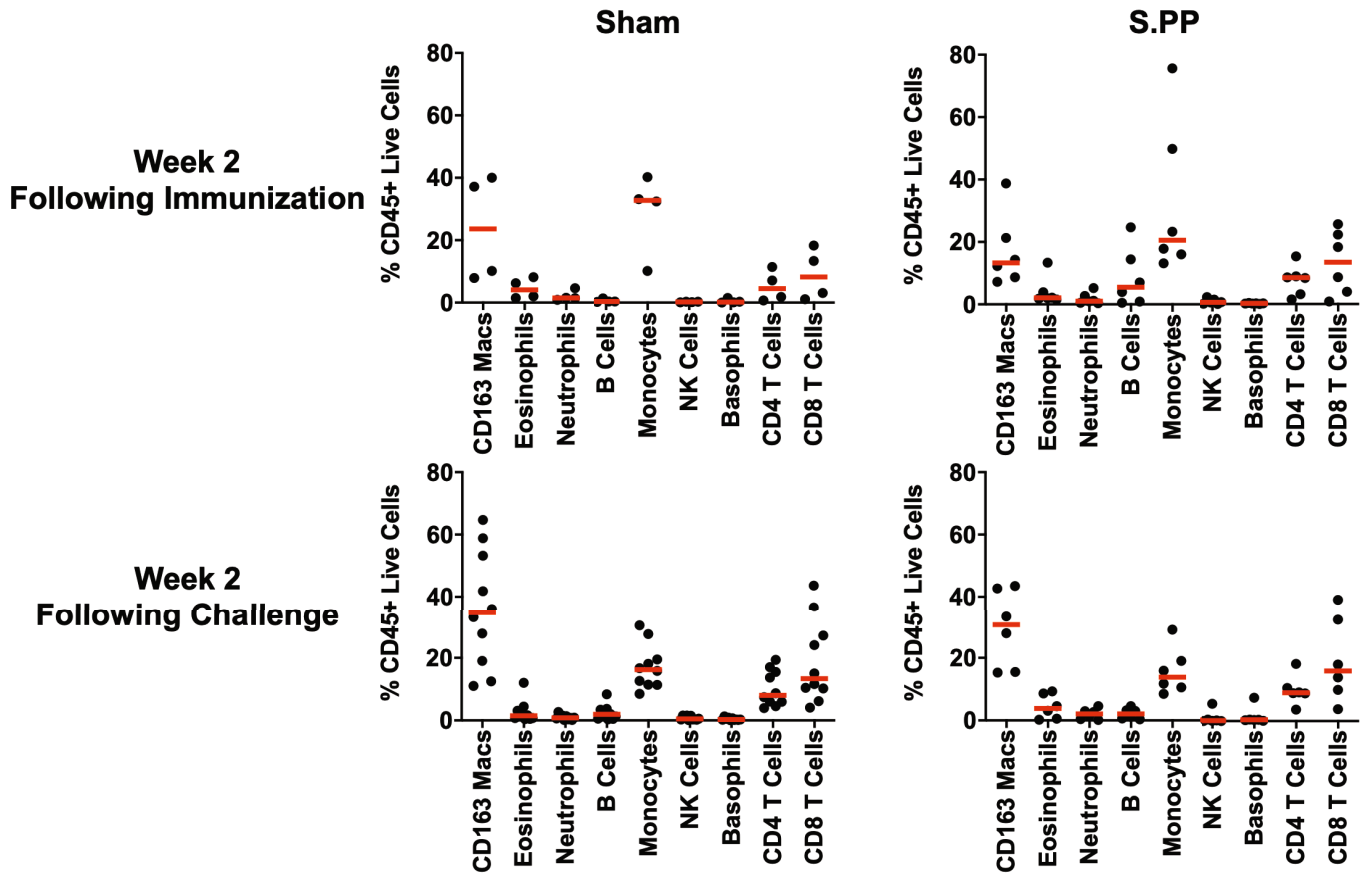 Sham
S.PP
Week 2
Following Immunization
% CD45+ Live Cells
80
60
40
20
0
CD163 Macs
Eosinophils
Neutrophils
B Cells
Monocytes
NK Cells
Basophils
CD4 T Cells
CD8 T Cells
% CD45+ Live Cells
80
60
40
20
0
CD163 Macs
Eosinophils
Neutrophils
B Cells
Monocytes
NK Cells
Basophils
CD4 T Cells
CD8 T Cells
Week 2
Following Challenge
% CD45+ Live Cells
80
60
40
20
0
CD163 Macs
Eosinophils
Neutrophils
B Cells
Monocytes
NK Cells
Basophils
CD4 T Cells
CD8 T Cells
% CD45+ Live Cells
80
60
40
20
0
CD163 Macs
Eosinophils
Neutrophils
B Cells
Monocytes
NK Cells
Basophils
CD4 T Cells
CD8 T Cells